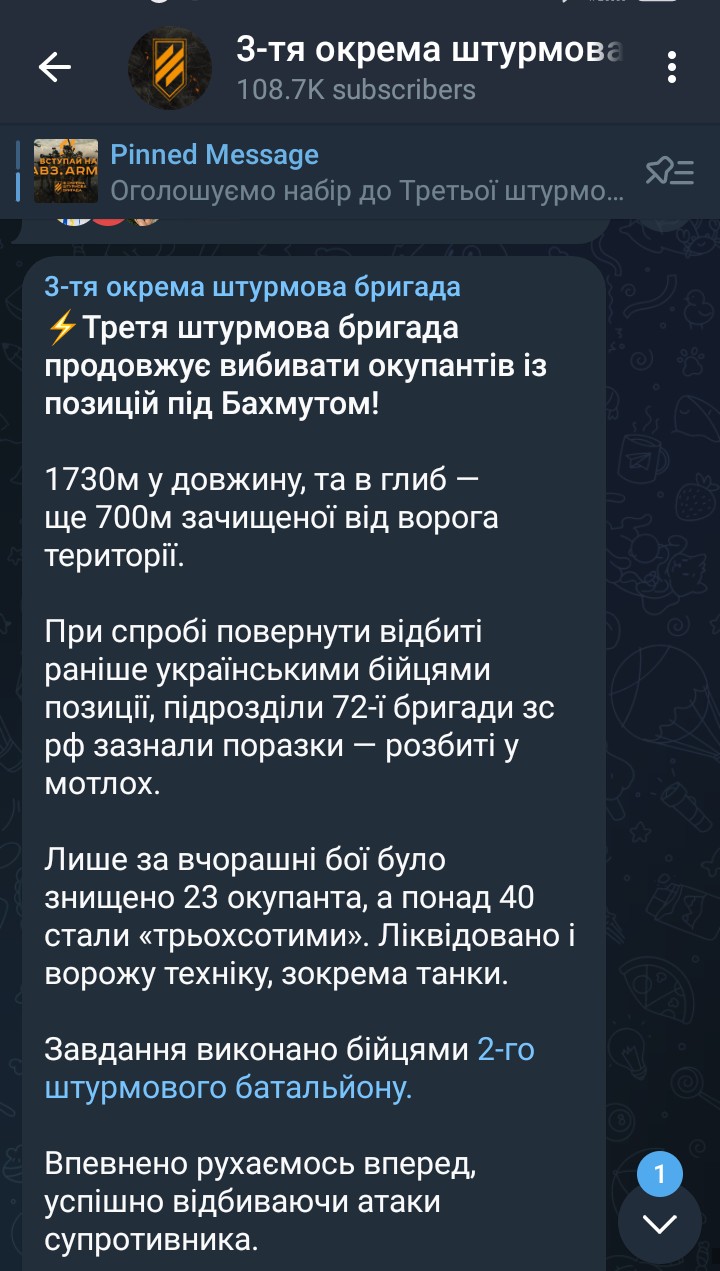 3-тя окрема штурмова
108.7K subscribers
ВСТУПАЙ НА
АВ3.ARM
Pinned Message
Оголошуємо набір до Третьої штурмо...
3-тя окрема штурмова бригада
⚡Третя штурмова бригада
продовжує вибивати окупантів із
позицій під Бахмутом!
1730м у довжину, та в глиб —
ще 700м зачищеної від ворога
території.
При спробі повернути відбиті
раніше українськими бійцями
позиції, підрозділи 72-ї бригади зс
рф зазнали поразки — розбиті у
мотлох.
Лише за вчорашні бої було
знищено 23 окупанта, а понад 40
стали «трьохсотими». Ліквідовано і
ворожу техніку, зокрема танки.
Завдання виконано бійцями 2-го
штурмового батальйону.
Впевнено рухаємось вперед,
успішно відбиваючи атаки
супротивника.
1